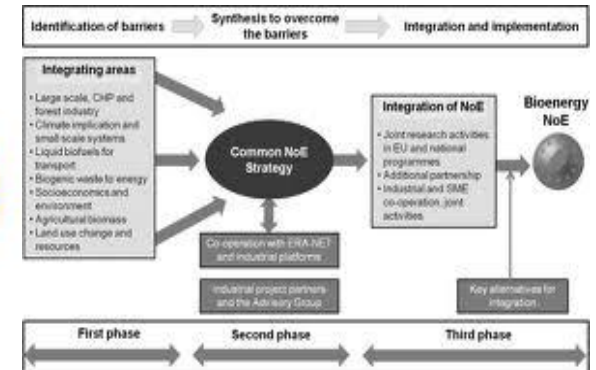 Identification of barriers
Synthesis to overcome
the barriers
Integration and implementation
Integrating areas
• Large scale, CHP and
forest industry
• Climate implication and
small scale systems
• Liquid biofuels for
transport
• Biogenic waste to energy
• Socioeconomics and
environment
• Agricultural biomass
• Land use change and
resources
Common NoE
Strategy
Co-operation with ERA-NET
and industrial platforms
Industrial project partners
and the Advisory Group
Integration of NoE
• Joint research activities
in EU and national
programmes
• Additional partnership
• Industrial and SME
co-operation, joint
activities
Bioenergy
NoE
Key alternatives for
integration
First phase
Second phase
Third phase